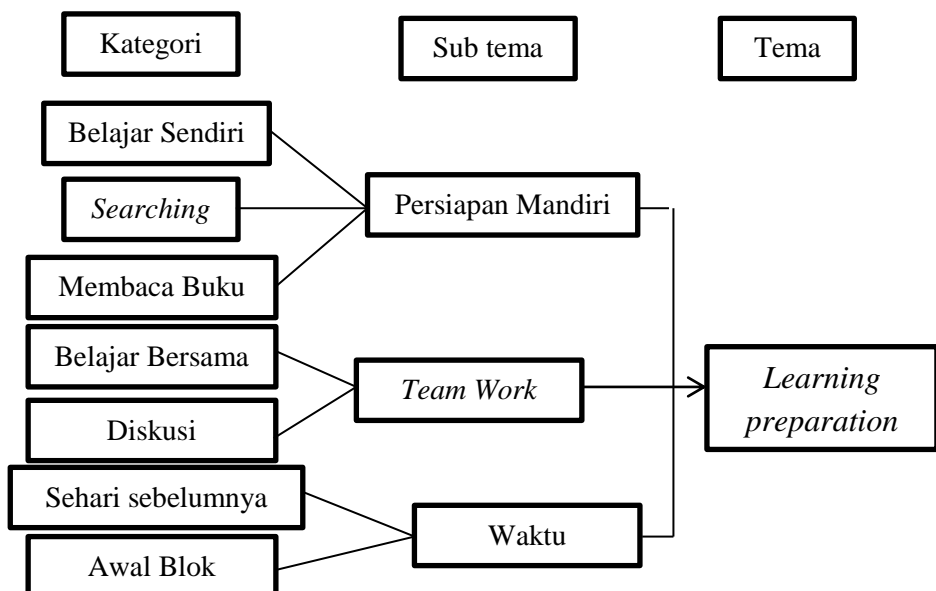 Kategori
Sub tema
Tema
Belajar Sendiri
Searching
Persiapan Mandiri
Membaca Buku
Belajar Bersama
Team Work
Learning
preparation
Diskusi
Sehari sebelumnya
Waktu
Awal Blok